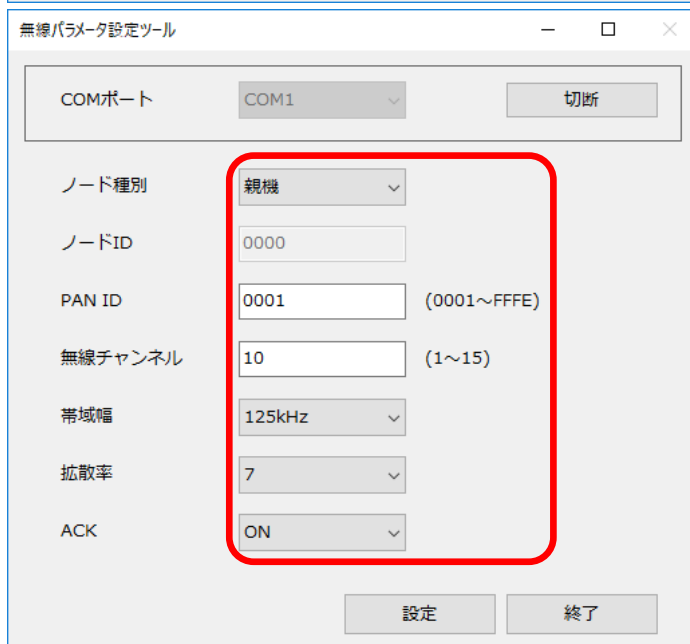 無線パラメータ設定ツール
COMポート COM1 切断
ノード種別 親機
ノードID 0000
PAN ID 0001 (0001～FFFE)
無線チャンネル 10 (1～15)
帯域幅 125kHz
拡散率 7
ACK ON
設定 終了